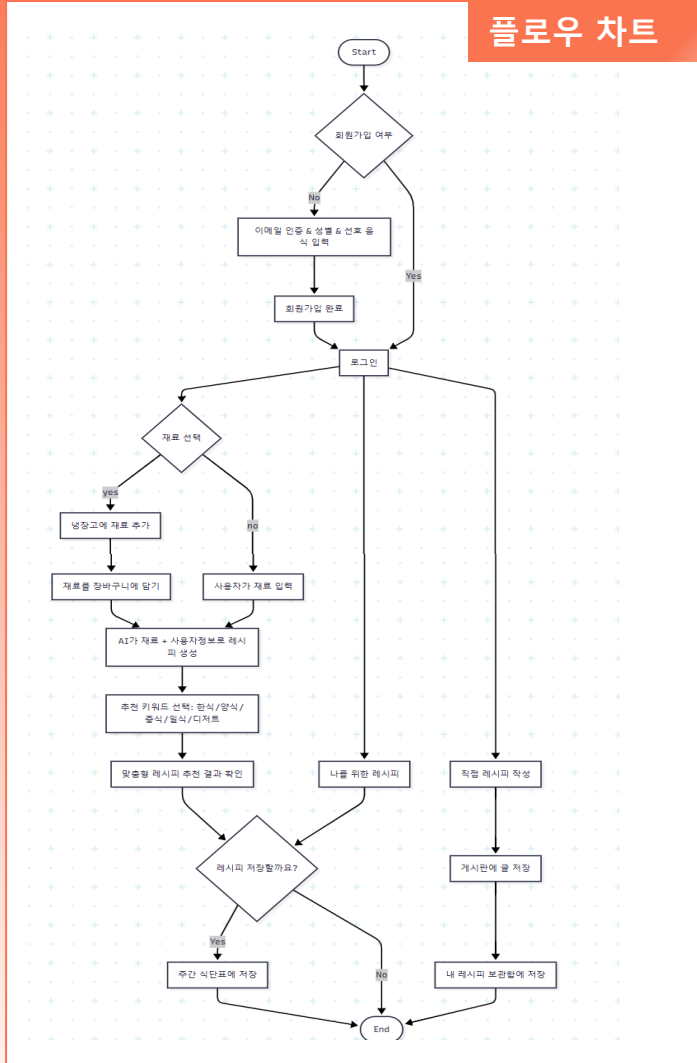 플로우 차트
Start
회원가입 여부
No
이메일 인증 & 성별 & 선호 음
식 입력
Yes
회원가입 완료
로그인
재료 선택
yes
no
냉장고에 재료 추가
재료를 장바구니에 담기
사용자가 재료 입력
AI가 재료 + 사용자정보로 레시
피 생성
추천 키워드 선택: 한식/양식/
중식/일식/디저트
맞춤형 레시피 추천 결과 확인
나를 위한 레시피
직접 레시피 작성
레시피 저장할까요?
게시판에 글 저장
Yes
No
주간 식단표에 저장
내 레시피 보관함에 저장
End